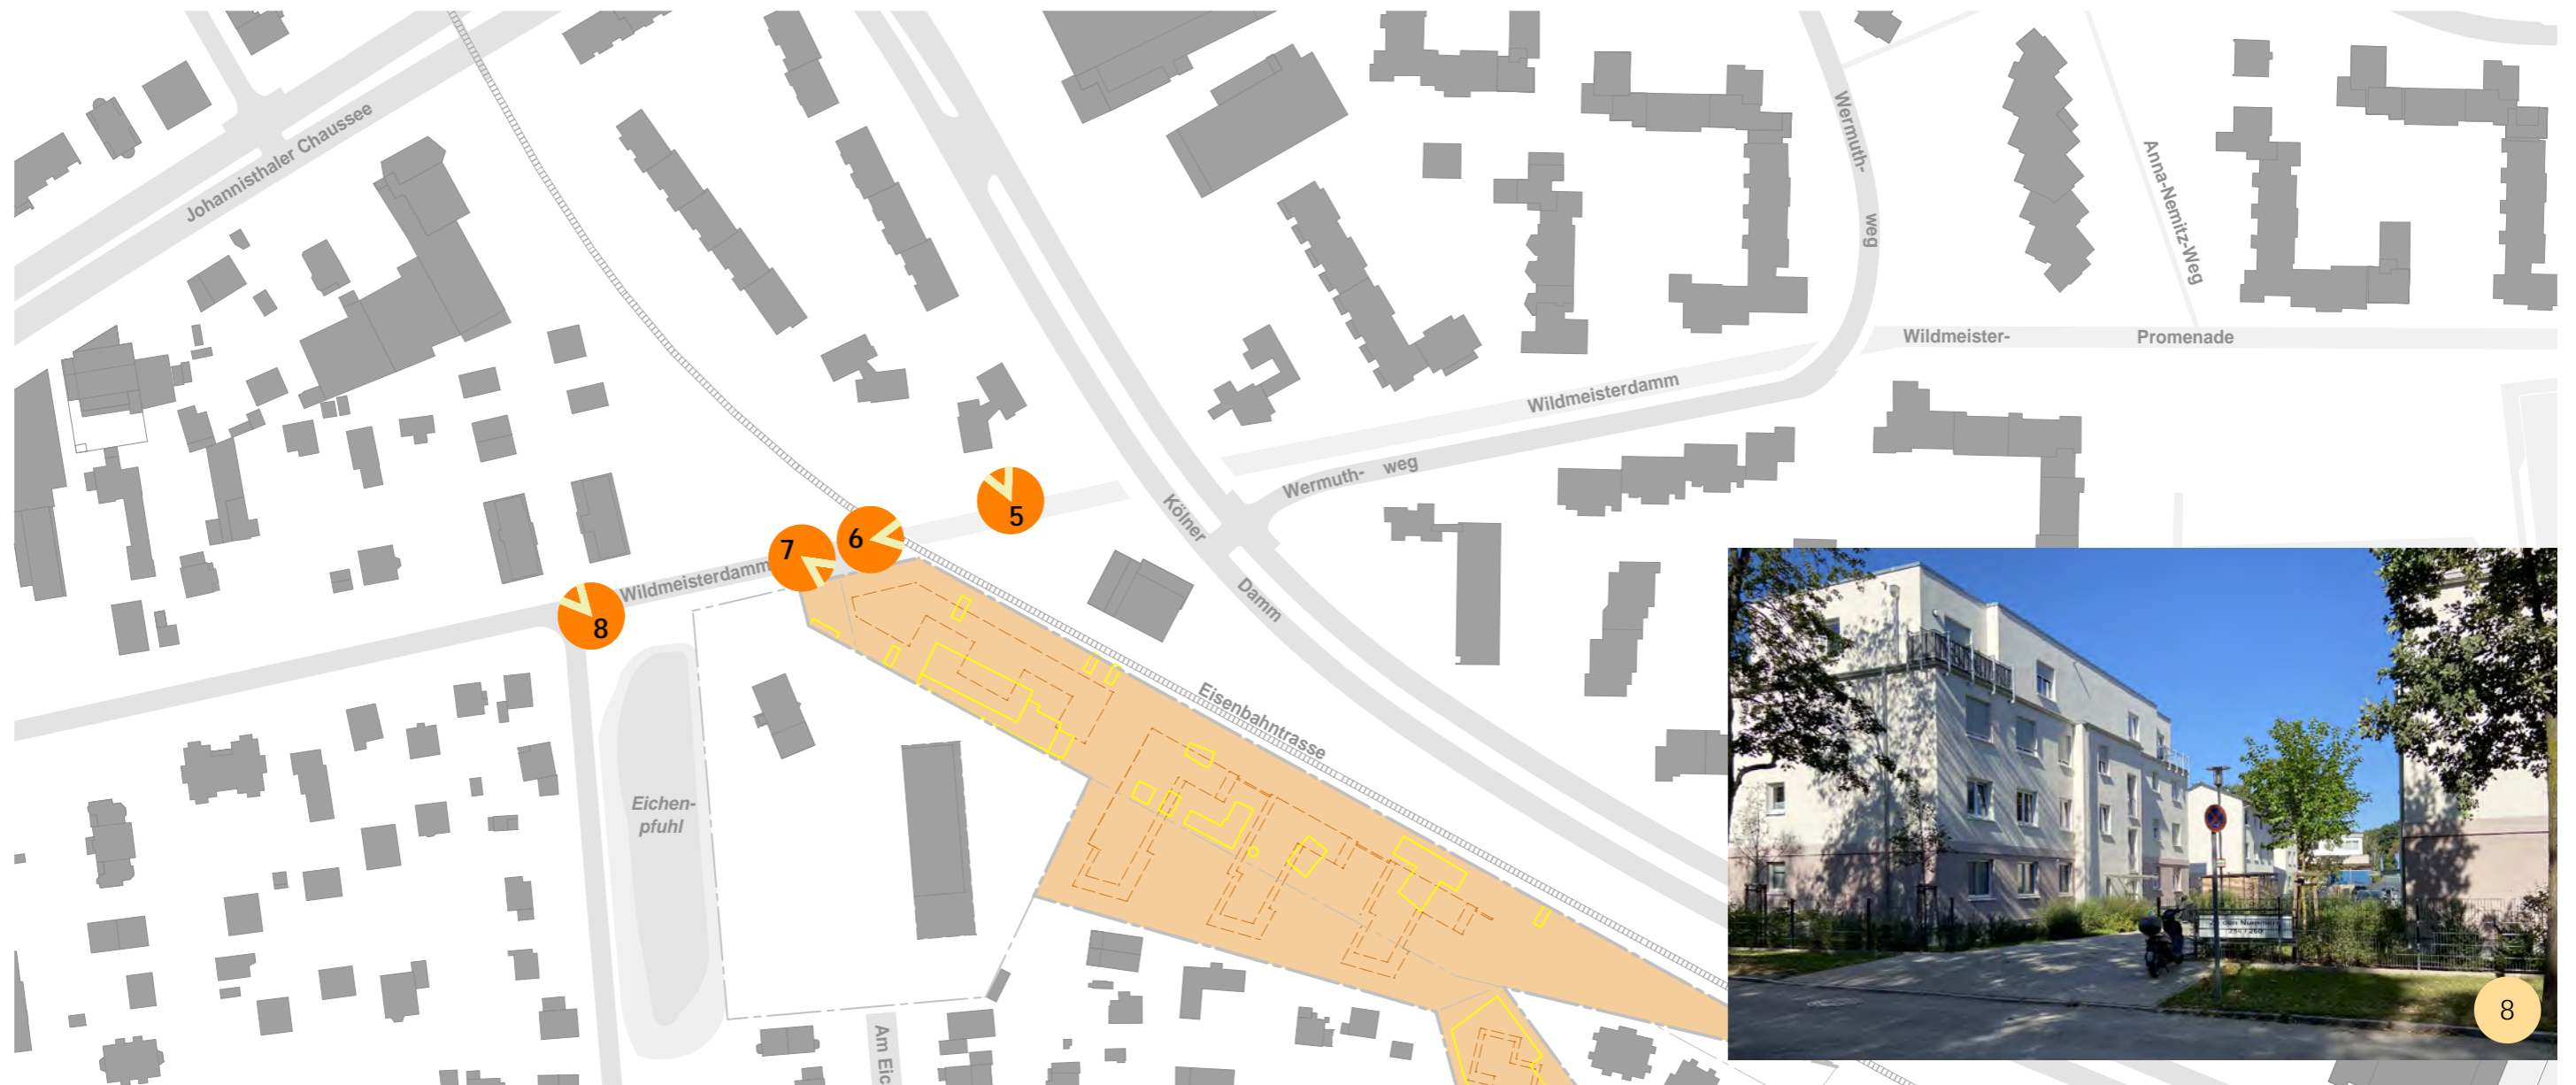 Johannisthaler Chaussee
Wermuth-
weg
Anna-Nemitz-Weg
Wildmeister-
Promenade
Wildmeisterdamm
Wermuth-
weg
Kölner
Damm
5
6
7
8
Wildmeisterdamm
Eisenbahntrasse
Eichen-
pfuhl
Am Eic
8